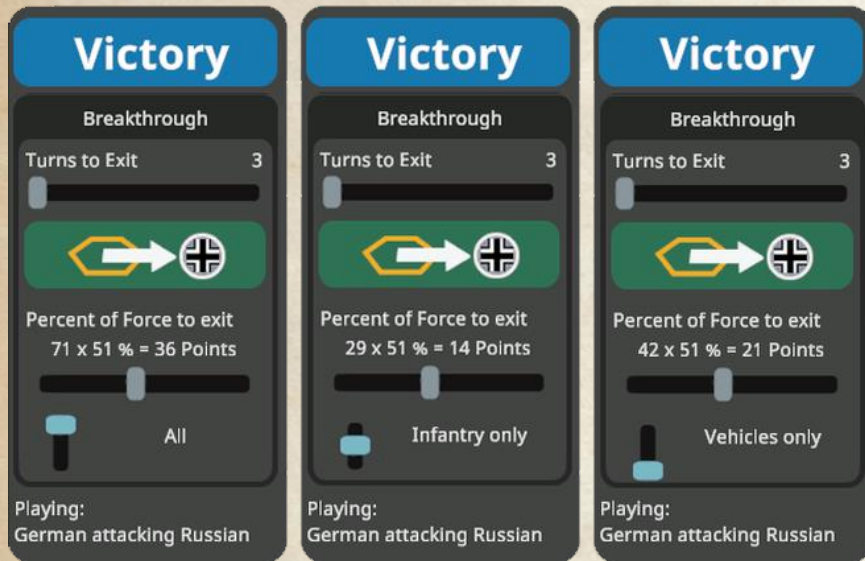 Victory
Breakthrough
Turns to Exit 3
Percent of Force to exit
71 x 51 % = 36 Points
All
Playing:
German attacking Russian
Victory
Breakthrough
Turns to Exit 3
Percent of Force to exit
29 x 51 % = 14 Points
Infantry only
Playing:
German attacking Russian
Victory
Breakthrough
Turns to Exit 3
Percent of Force to exit
42 x 51 % = 21 Points
Vehicles only
Playing:
German attacking Russian